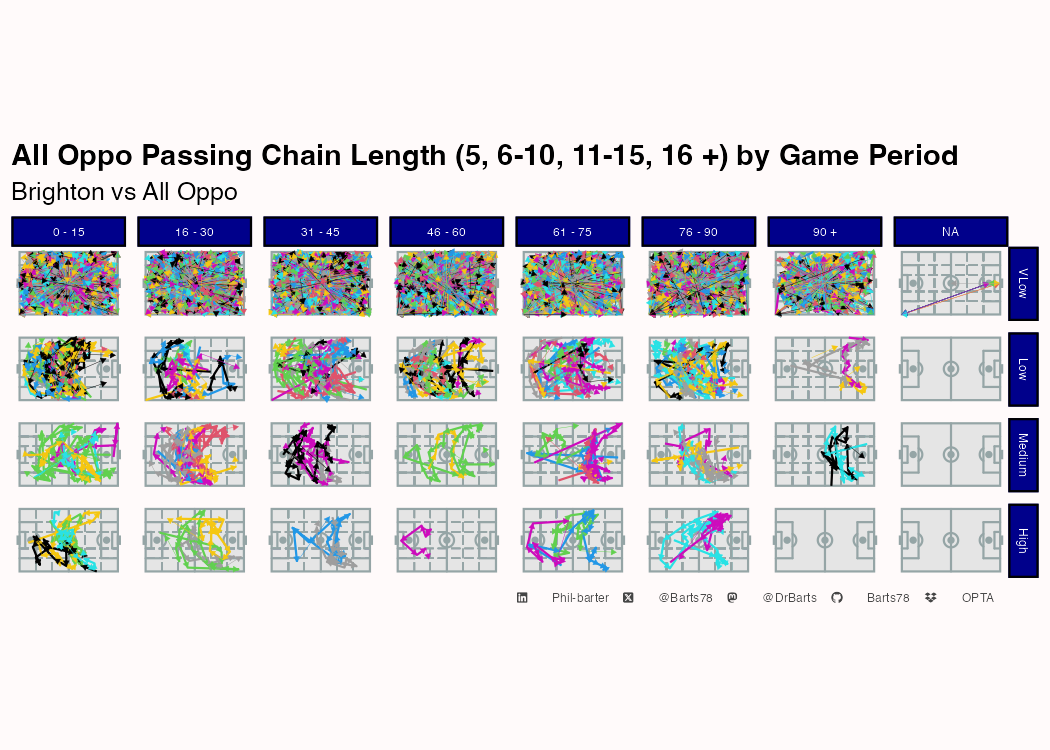 All Oppo Passing Chain Length (5, 6-10, 11-15, 16 +) by Game Period
Brighton vs All Oppo
0 - 15 16 - 30 31 - 45 46 - 60 61 - 75 76 - 90 90 + NA
VLow
Low
Medium
High
Phil-barter @Barts78 @DrBarts Barts78 OPTA